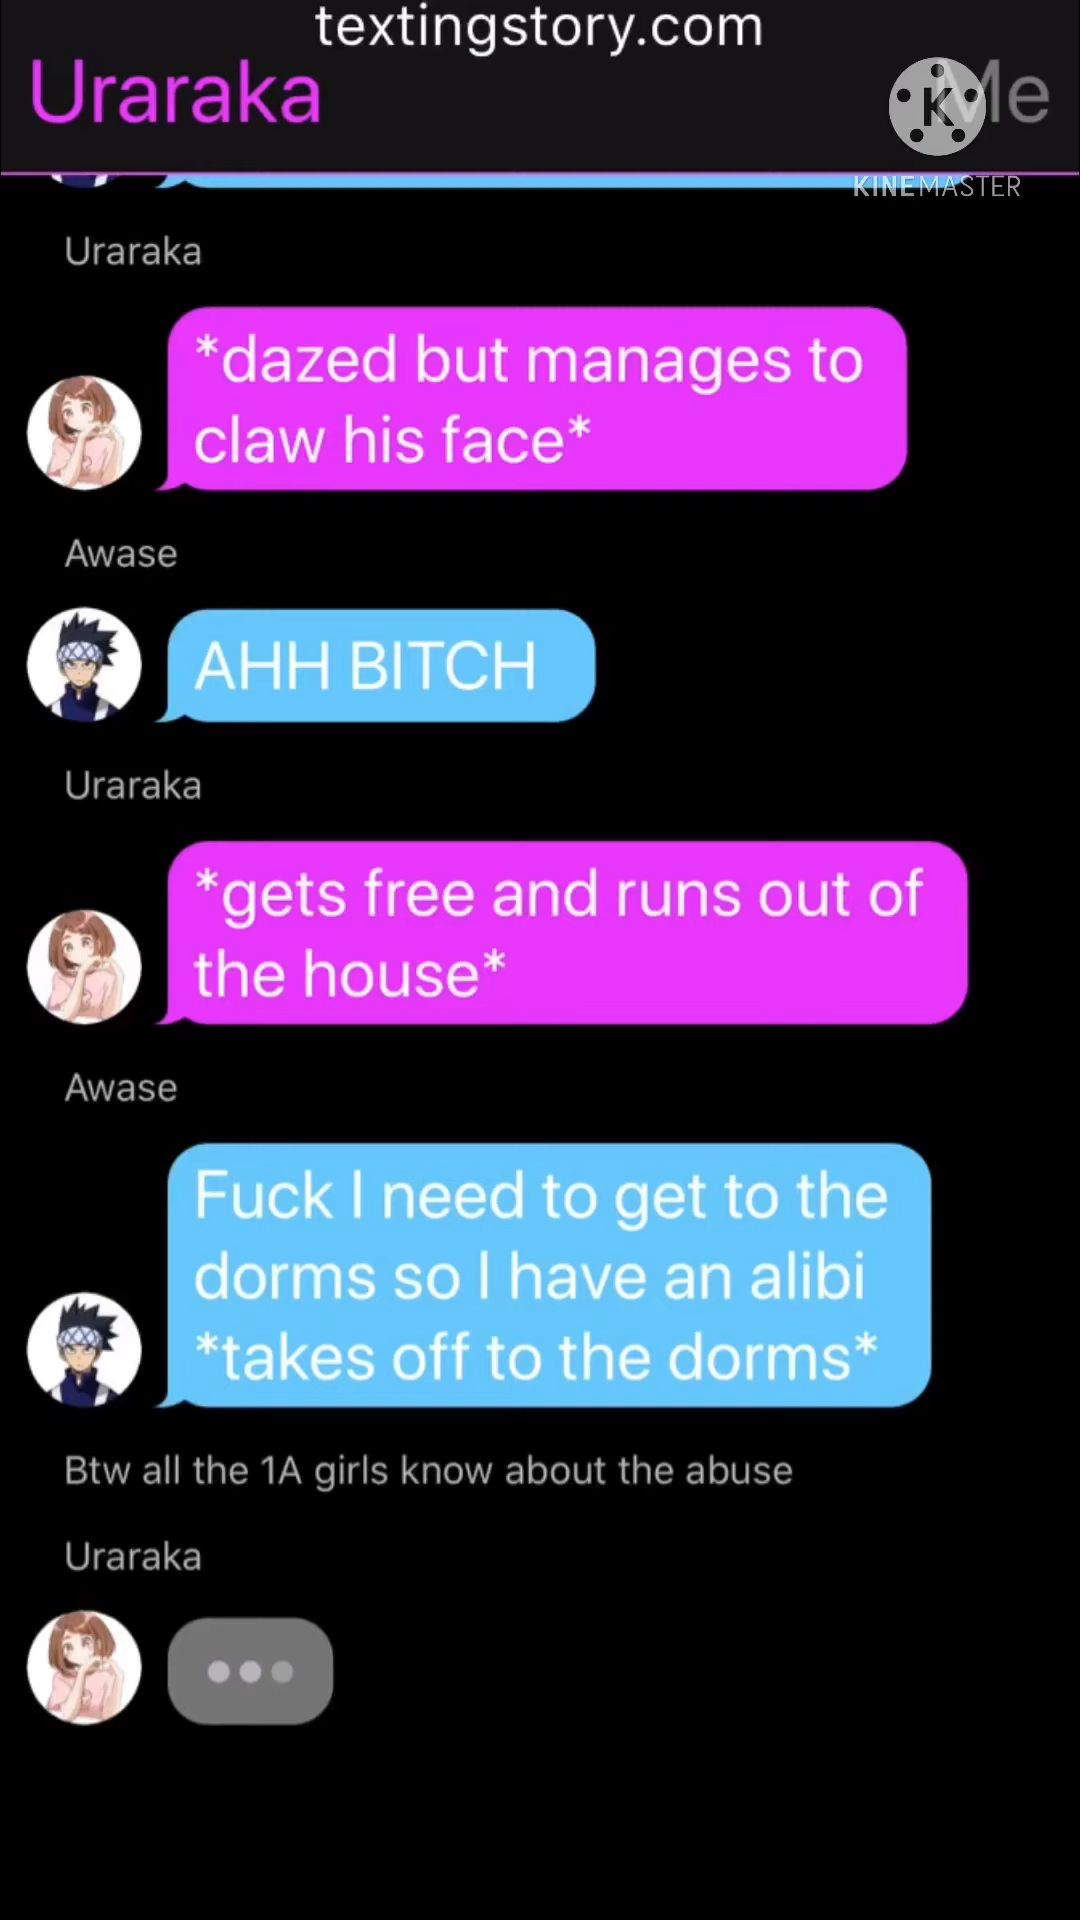 textingstory.com
Uraraka
Me
K
KINEMASTER
Uraraka
*dazed but manages to
claw his face*
Awase
AHH BITCH
Uraraka
*gets free and runs out of
the house*
Awase
Fuck I need to get to the
dorms so I have an alibi
*takes off to the dorms*
Btw all the 1A girls know about the abuse
Uraraka